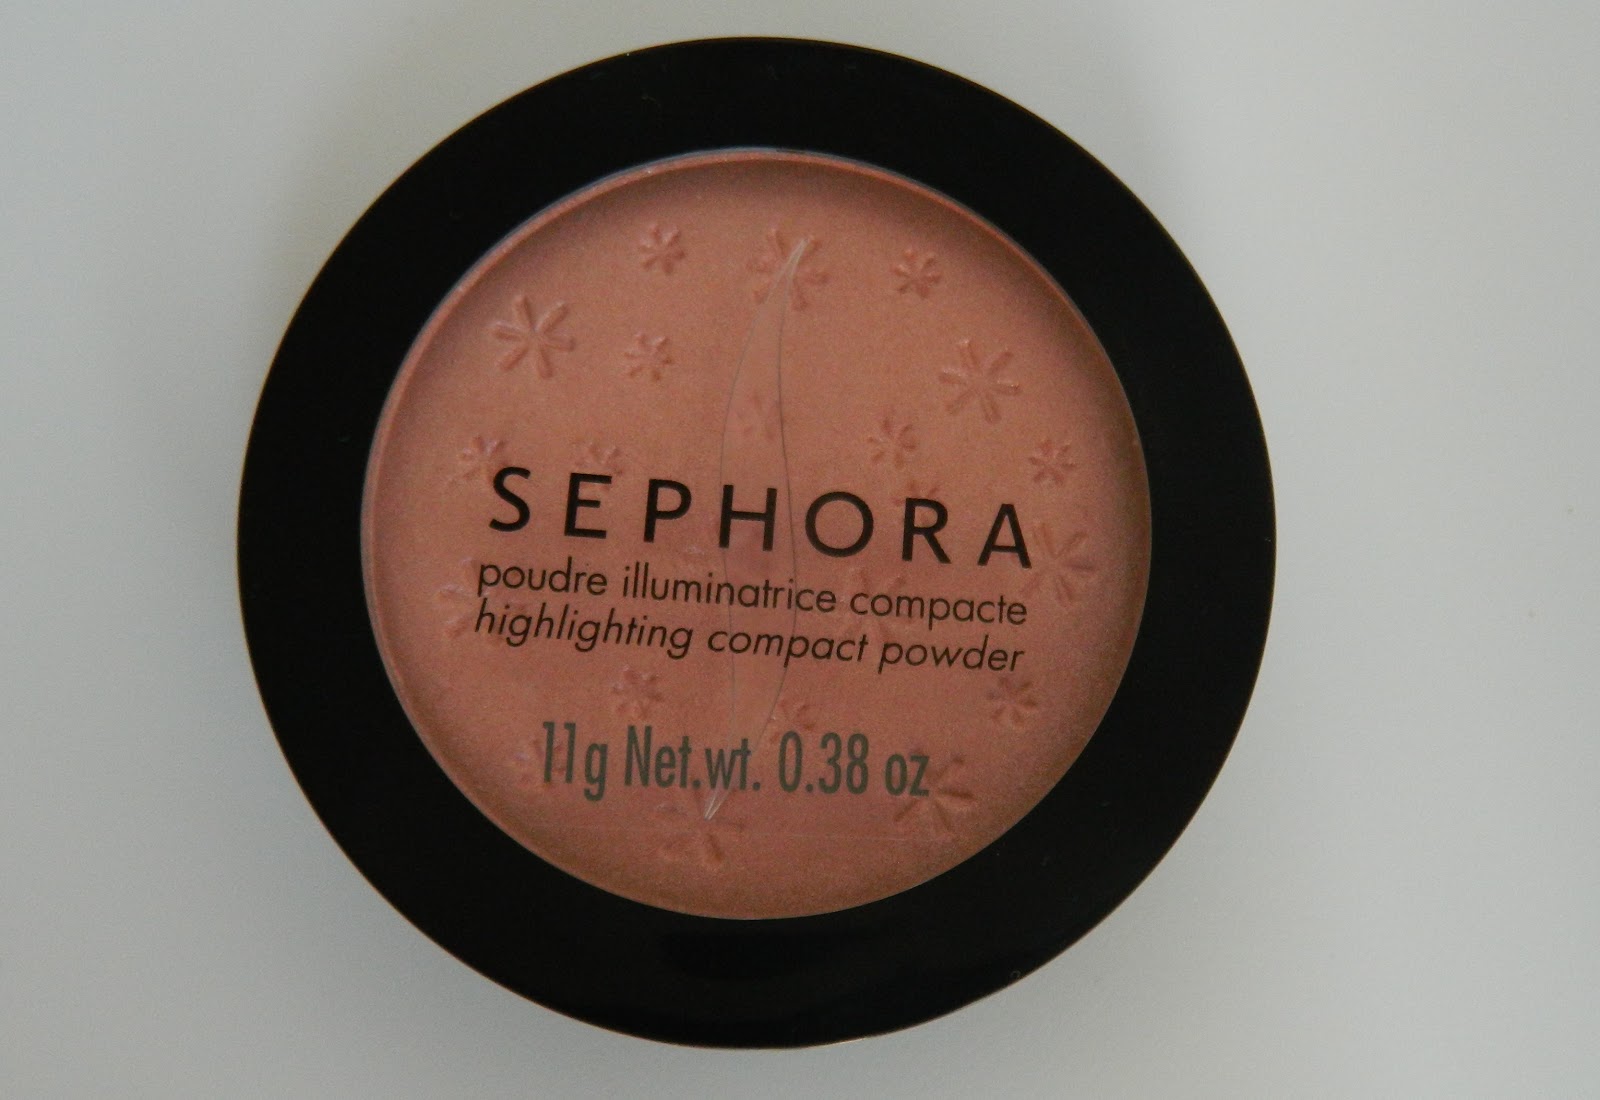 SEPHORA
poudre illuminatrice compacte
highlighting compact powder
11g Net.wt. 0.38 oz